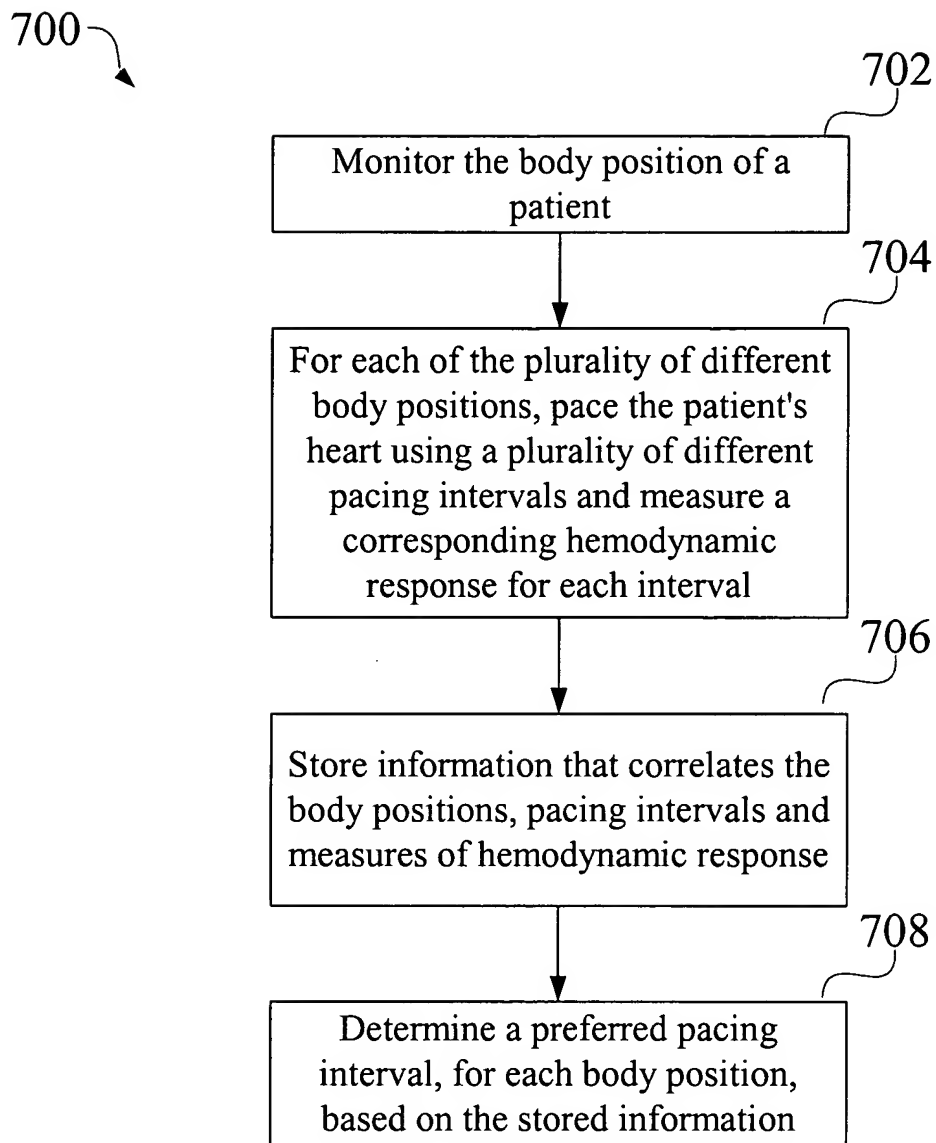 700
702
Monitor the body position of a
patient
704
For each of the plurality of different
body positions, pace the patient's
heart using a plurality of different
pacing intervals and measure a
corresponding hemodynamic
response for each interval
706
Store information that correlates the
body positions, pacing intervals and
measures of hemodynamic response
708
Determine a preferred pacing
interval, for each body position,
based on the stored information